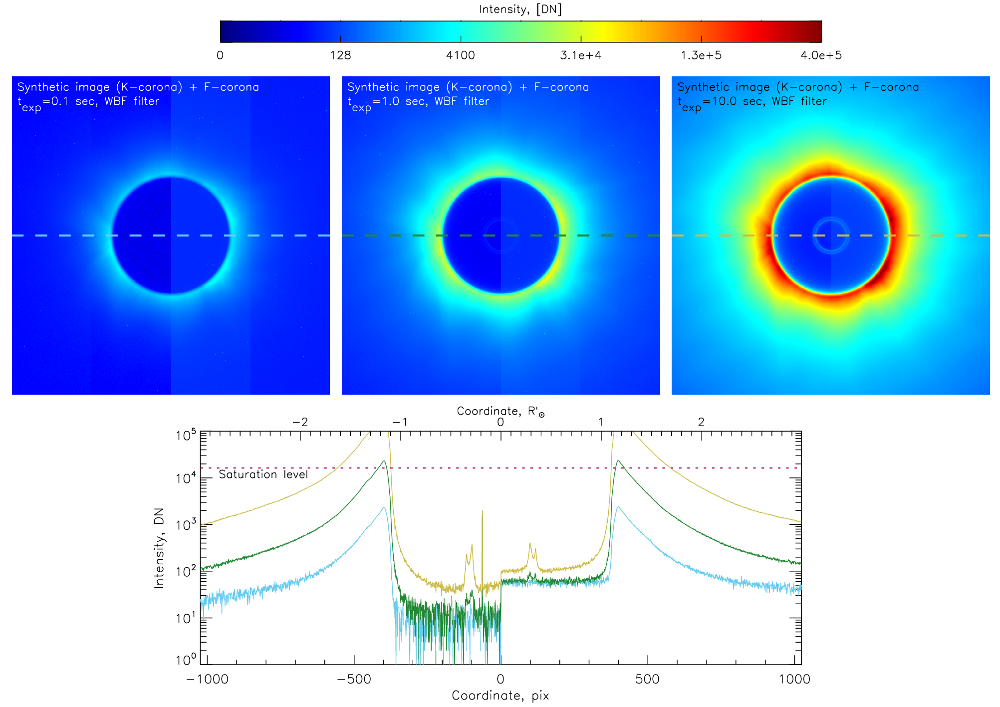 Intensity, [DN]
0 128 4100 3.1e+4 1.3e+5 4.0e+5
Synthetic image (K−corona) + F−corona
t_exp=0.1 sec, WBF filter
Synthetic image (K−corona) + F−corona
t_exp=1.0 sec, WBF filter
Synthetic image (K−corona) + F−corona
t_exp=10.0 sec, WBF filter
Coordinate, R'☉
−2 −1 0 1 2
10^5
Saturation level
10^4
10^3
10^2
10^1
10^0
Intensity, DN
−1000 −500 0 500 1000
Coordinate, pix